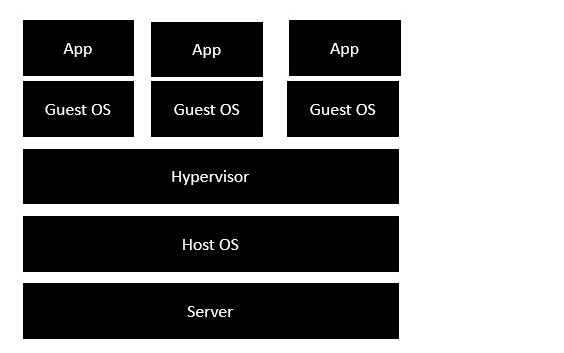 App App App
Guest OS Guest OS Guest OS
Hypervisor
Host OS
Server